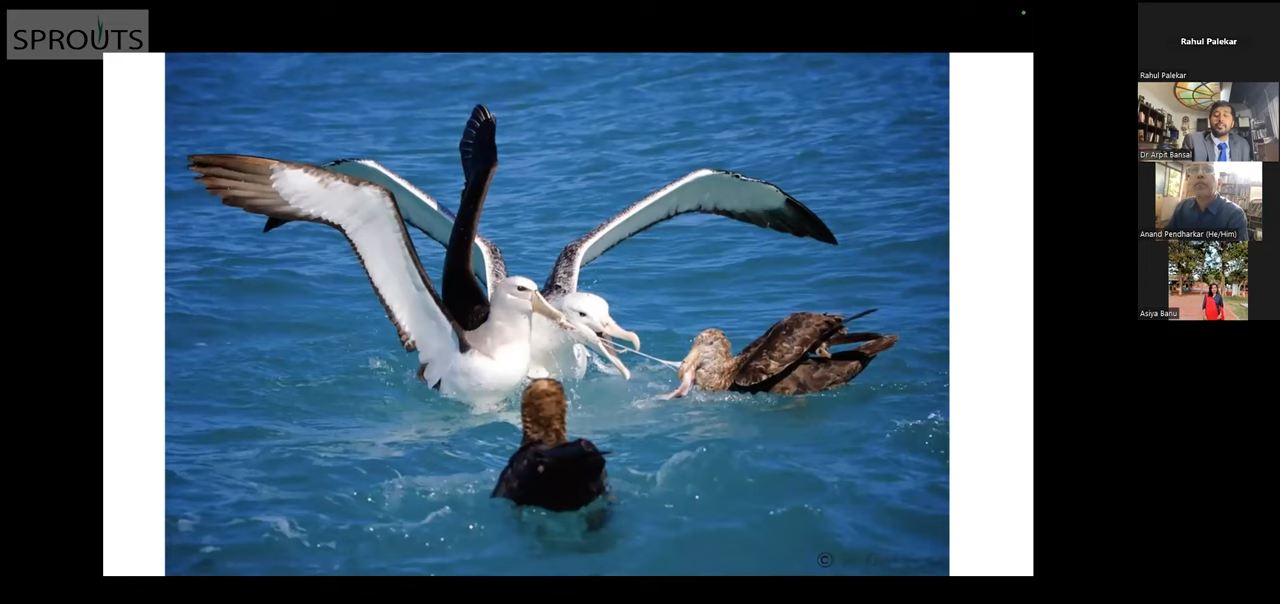 SPROUTS
Rahul Palekar
Rahul Palekar
Dr Arpit Bansal
Anand Pendharkar (He/Him)
Asiya Banu
©